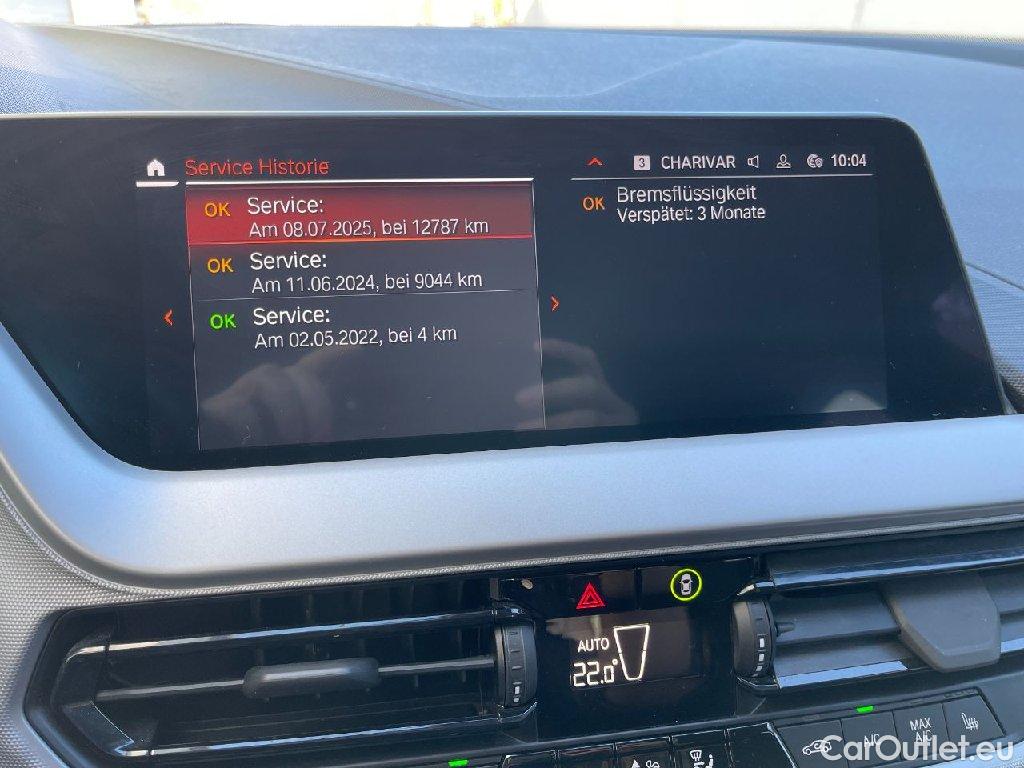 Service Historie
3 CHARIVAR 10:04
OK Service:
Am 08.07.2025, bei 12787 km
OK Service:
Am 11.06.2024, bei 9044 km
OK Service:
Am 02.05.2022, bei 4 km
OK Bremsflüssigkeit
Verspätet: 3 Monate
AUTO
22.0°
A/C
MAX
A/C
CarOutlet.eu